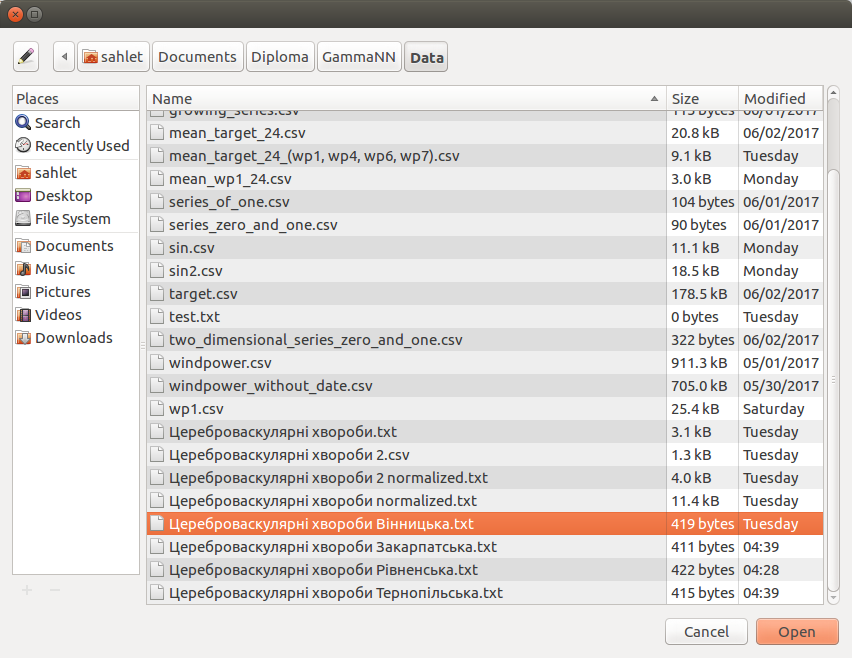 sahlet Documents Diploma GammaNN Data
Places
Search
Recently Used
sahlet
Desktop
File System
Documents
Music
Pictures
Videos
Downloads
Name Size Modified
growing_series.csv 115 bytes 06/01/2017
mean_target_24.csv 20.8 kB 06/02/2017
mean_target_24_(wp1, wp4, wp6, wp7).csv 9.1 kB Tuesday
mean_wp1_24.csv 3.0 kB Monday
series_of_one.csv 104 bytes 06/01/2017
series_zero_and_one.csv 90 bytes 06/01/2017
sin.csv 11.1 kB Monday
sin2.csv 18.5 kB Monday
target.csv 178.5 kB 06/02/2017
test.txt 0 bytes Tuesday
two_dimensional_series_zero_and_one.csv 322 bytes 06/02/2017
windpower.csv 911.3 kB 05/01/2017
windpower_without_date.csv 705.0 kB 05/30/2017
wp1.csv 25.4 kB Saturday
Цереброваскулярні хвороби.txt 3.1 kB Tuesday
Цереброваскулярні хвороби 2.csv 1.3 kB Tuesday
Цереброваскулярні хвороби 2 normalized.txt 4.0 kB Tuesday
Цереброваскулярні хвороби normalized.txt 11.4 kB Tuesday
Цереброваскулярні хвороби Вінницька.txt 419 bytes Tuesday
Цереброваскулярні хвороби Закарпатська.txt 411 bytes 04:39
Цереброваскулярні хвороби Рівненська.txt 422 bytes 04:28
Цереброваскулярні хвороби Тернопільська.txt 415 bytes 04:39
Cancel Open